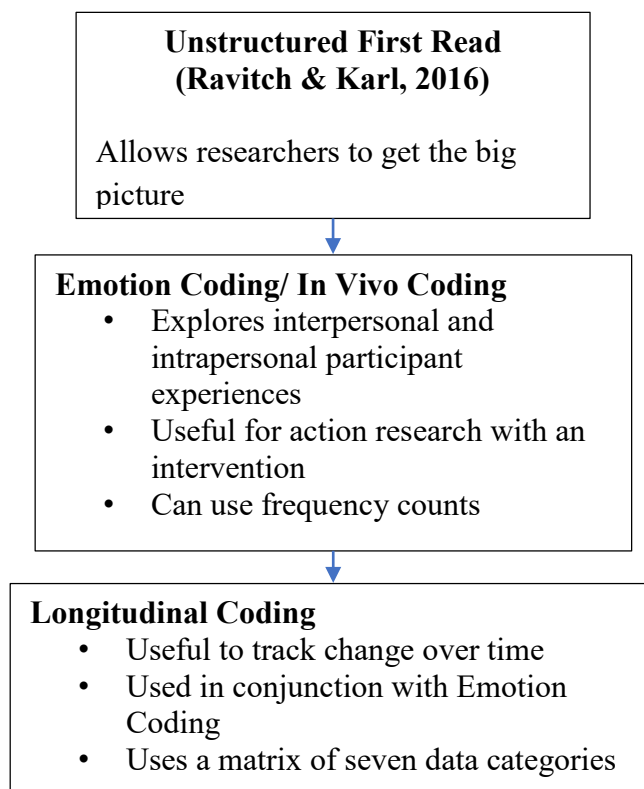 Unstructured First Read
(Ravitch & Karl, 2016)
Allows researchers to get the big
picture
Emotion Coding/ In Vivo Coding
• Explores interpersonal and
intrapersonal participant
experiences
• Useful for action research with an
intervention
• Can use frequency counts
Longitudinal Coding
• Useful to track change over time
• Used in conjunction with Emotion
Coding
• Uses a matrix of seven data categories